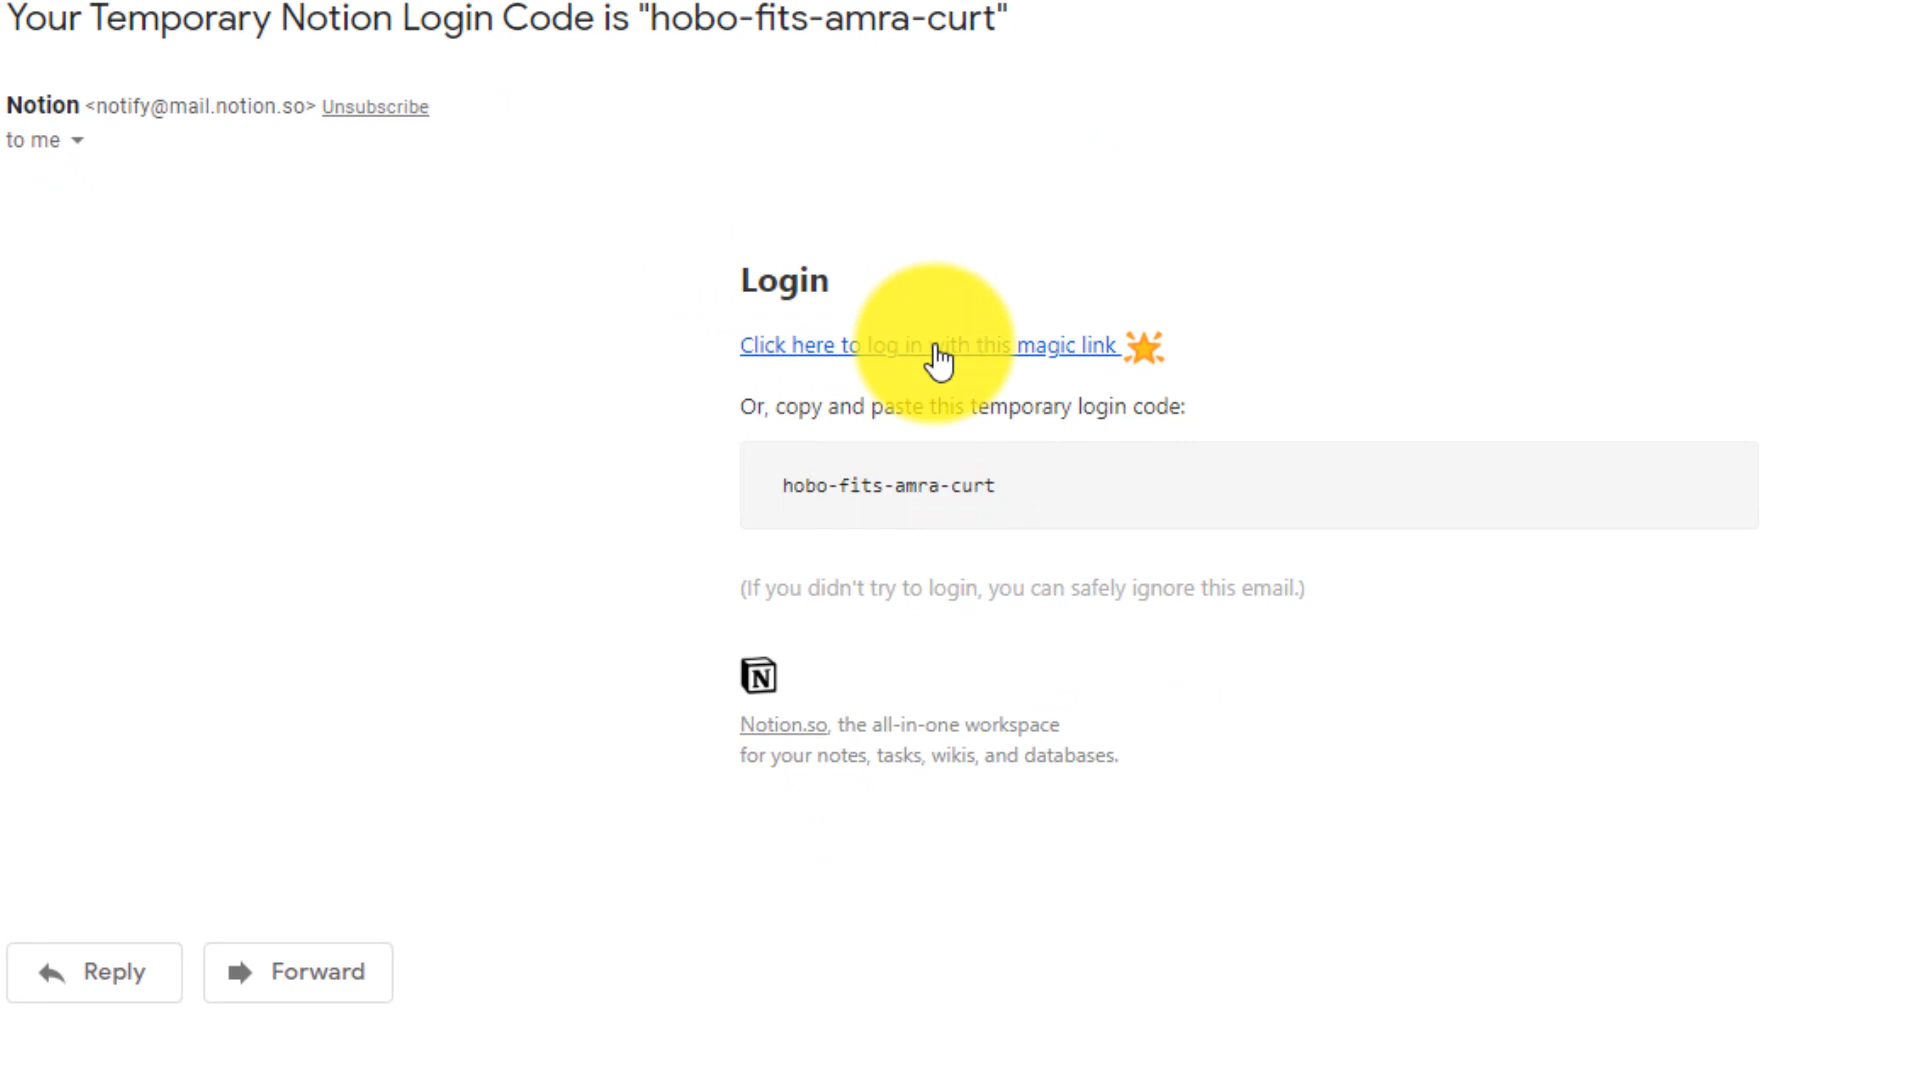 Your Temporary Notion Login Code is "hobo-fits-amra-curt"
Notion <notify@mail.notion.so> Unsubscribe
to me
Login
Click here to log in with this magic link
Or, copy and paste this temporary login code:
hobo-fits-amra-curt
(If you didn't try to login, you can safely ignore this email.)
N
Notion.so, the all-in-one workspace
for your notes, tasks, wikis, and databases.
Reply Forward